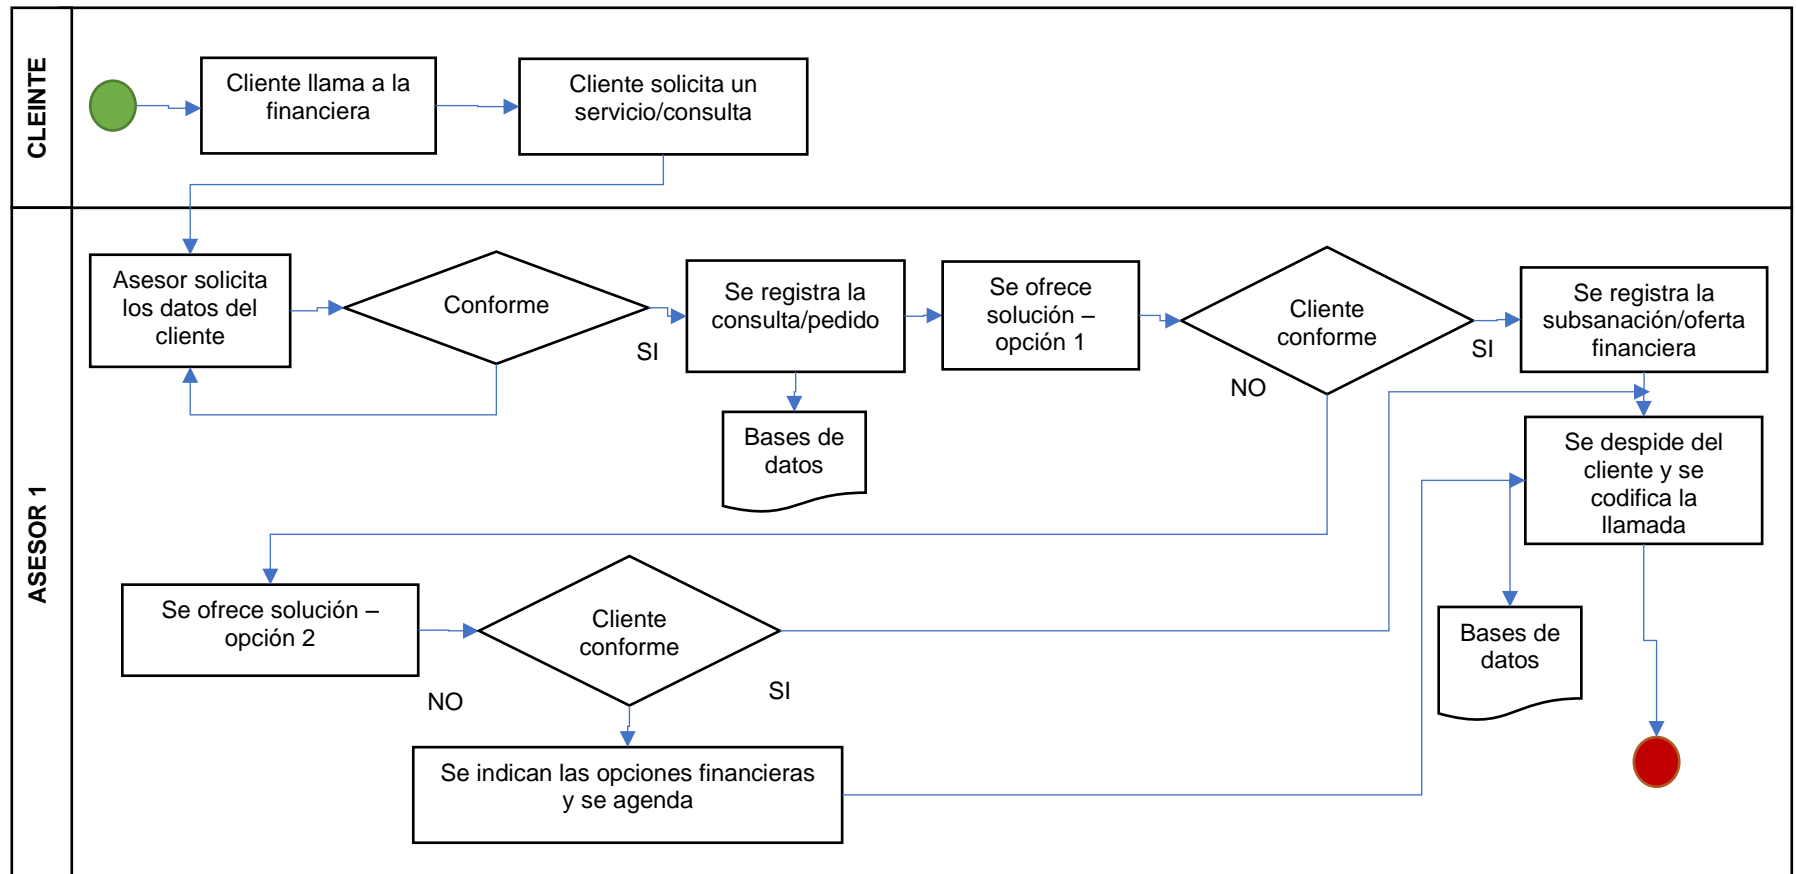 CLEINTE
Cliente llama a la
financiera
Cliente solicita un
servicio/consulta
ASESOR 1
Asesor solicita
los datos del
cliente
Conforme
SI
Se registra la
consulta/pedido
Bases de
datos
Se ofrece
solución –
opción 1
Cliente
conforme
SI
NO
Se registra la
subsanación/oferta
financiera
Se despide del
cliente y se
codifica la
llamada
Bases de
datos
Se ofrece solución –
opción 2
Cliente
conforme
NO
SI
Se indican las opciones financieras
y se agenda